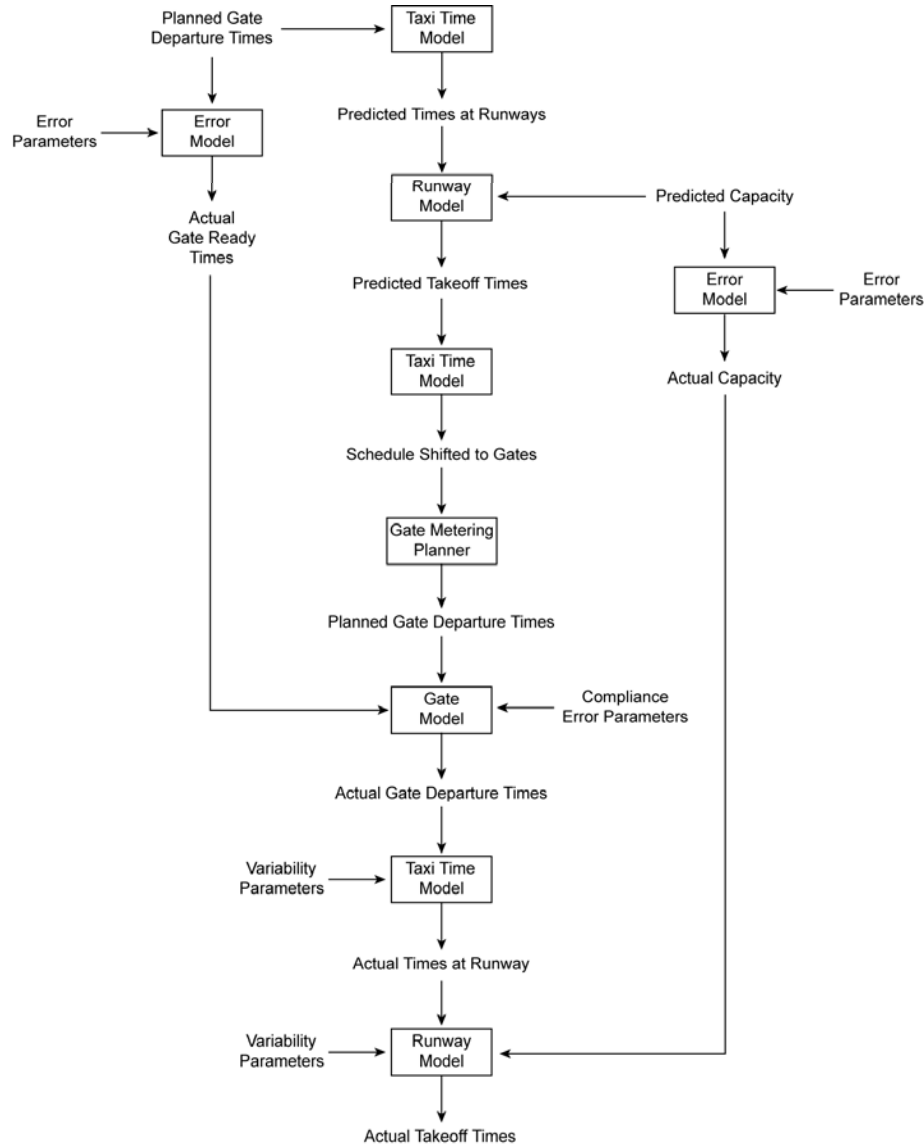 Planned Gate
Departure Times
Taxi Time
Model
Predicted Times at Runways
Error
Parameters
Error
Model
Runway
Model
Predicted Capacity
Actual
Gate Ready
Times
Predicted Takeoff Times
Error
Model
Error
Parameters
Taxi Time
Model
Actual Capacity
Schedule Shifted to Gates
Gate Metering
Planner
Planned Gate Departure Times
Gate
Model
Compliance
Error Parameters
Actual Gate Departure Times
Variability
Parameters
Taxi Time
Model
Actual Times at Runway
Variability
Parameters
Runway
Model
Actual Takeoff Times